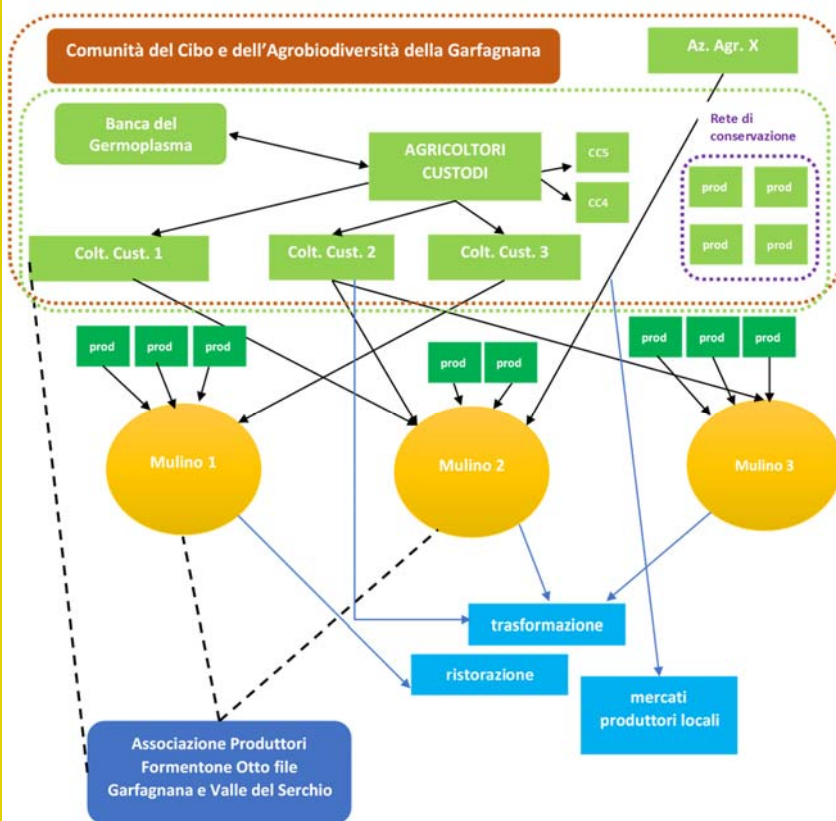 Comunità del Cibo e dell'Agrobiodiversità della Garfagnana
Az. Agr. X
Banca del
Germoplasma
AGRICOLTORI
CUSTODI
CC5
CC4
Rete di
conservazione
prod
prod
prod
prod
Colt. Cust. 1
Colt. Cust. 2
Colt. Cust. 3
prod
prod
prod
prod
prod
prod
prod
prod
Mulino 1
Mulino 2
Mulino 3
trasformazione
ristorazione
mercati
produttori locali
Associazione Produttori
Formentone Otto file
Garfagnana e Valle del Serchio